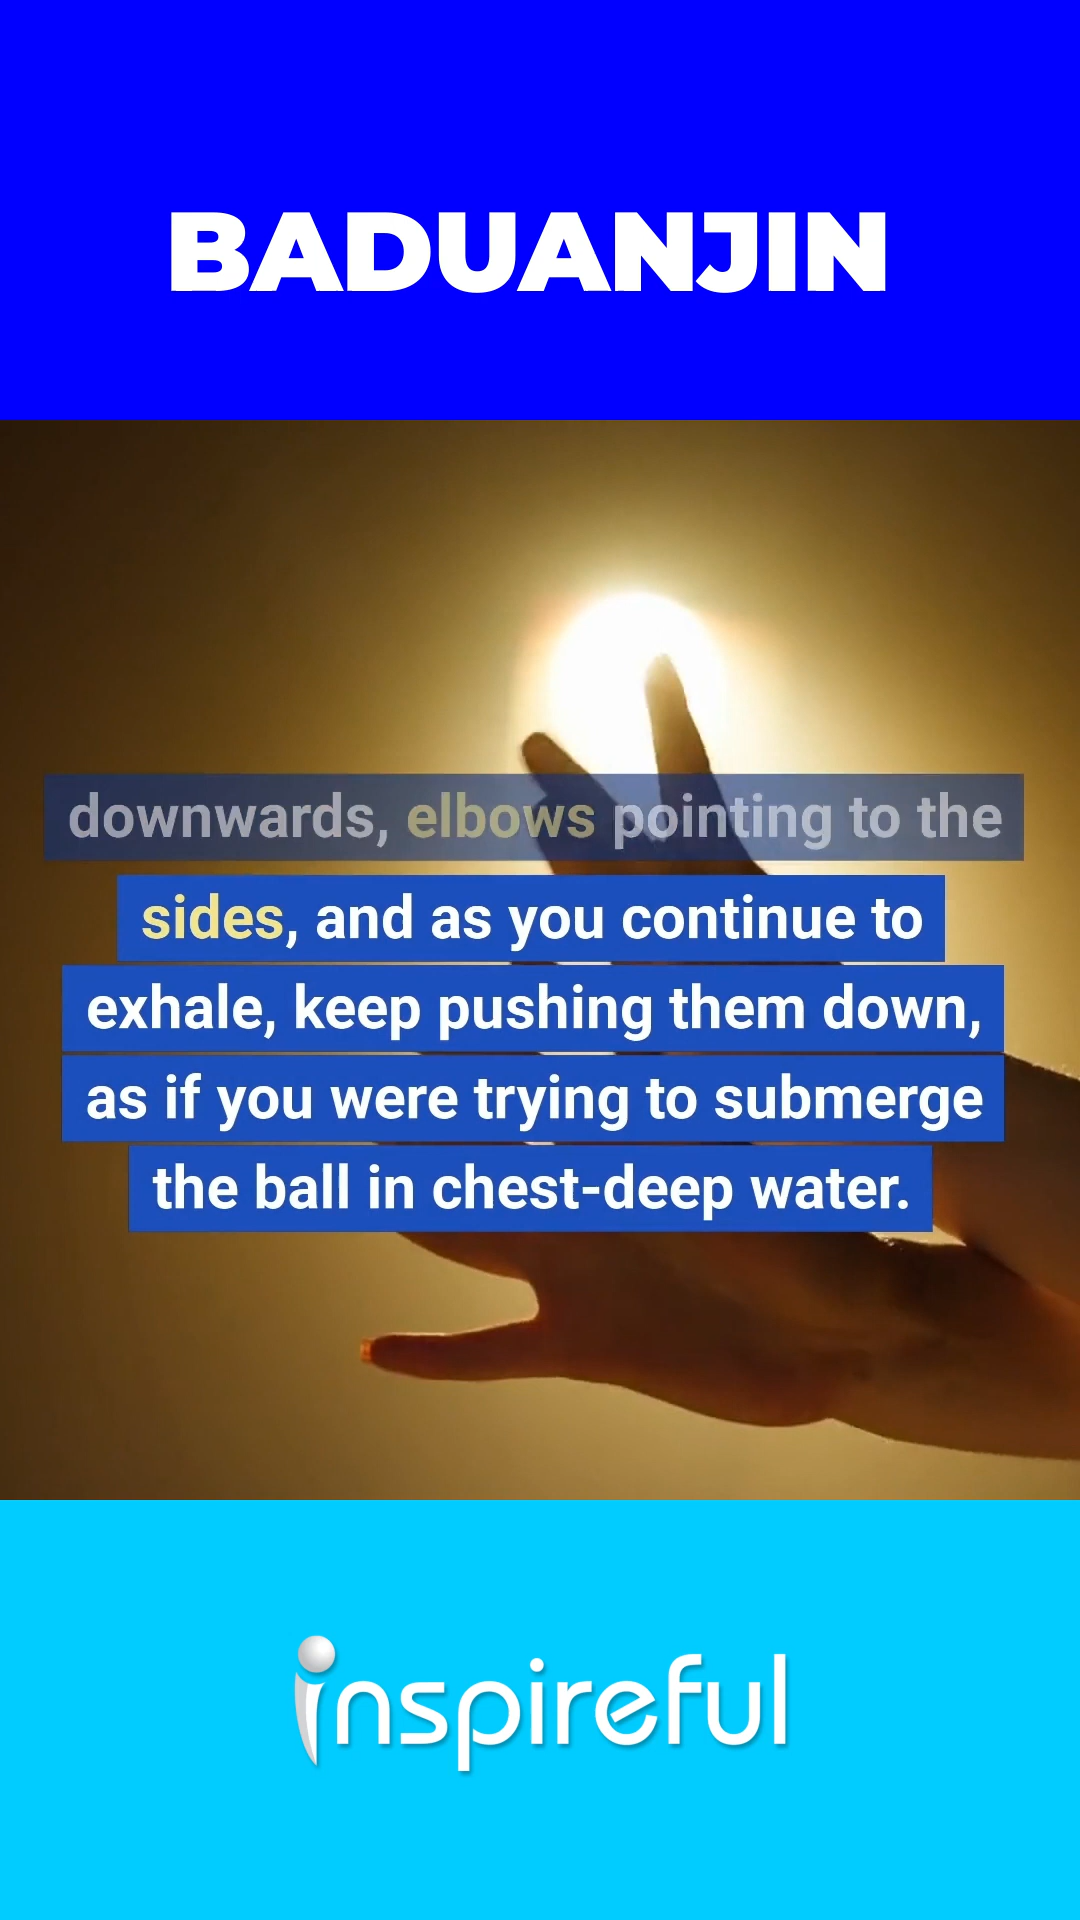 BADUANJIN
downwards, elbows pointing to the
sides, and as you continue to
exhale, keep pushing them down,
as if you were trying to submerge
the ball in chest-deep water.
inspireful